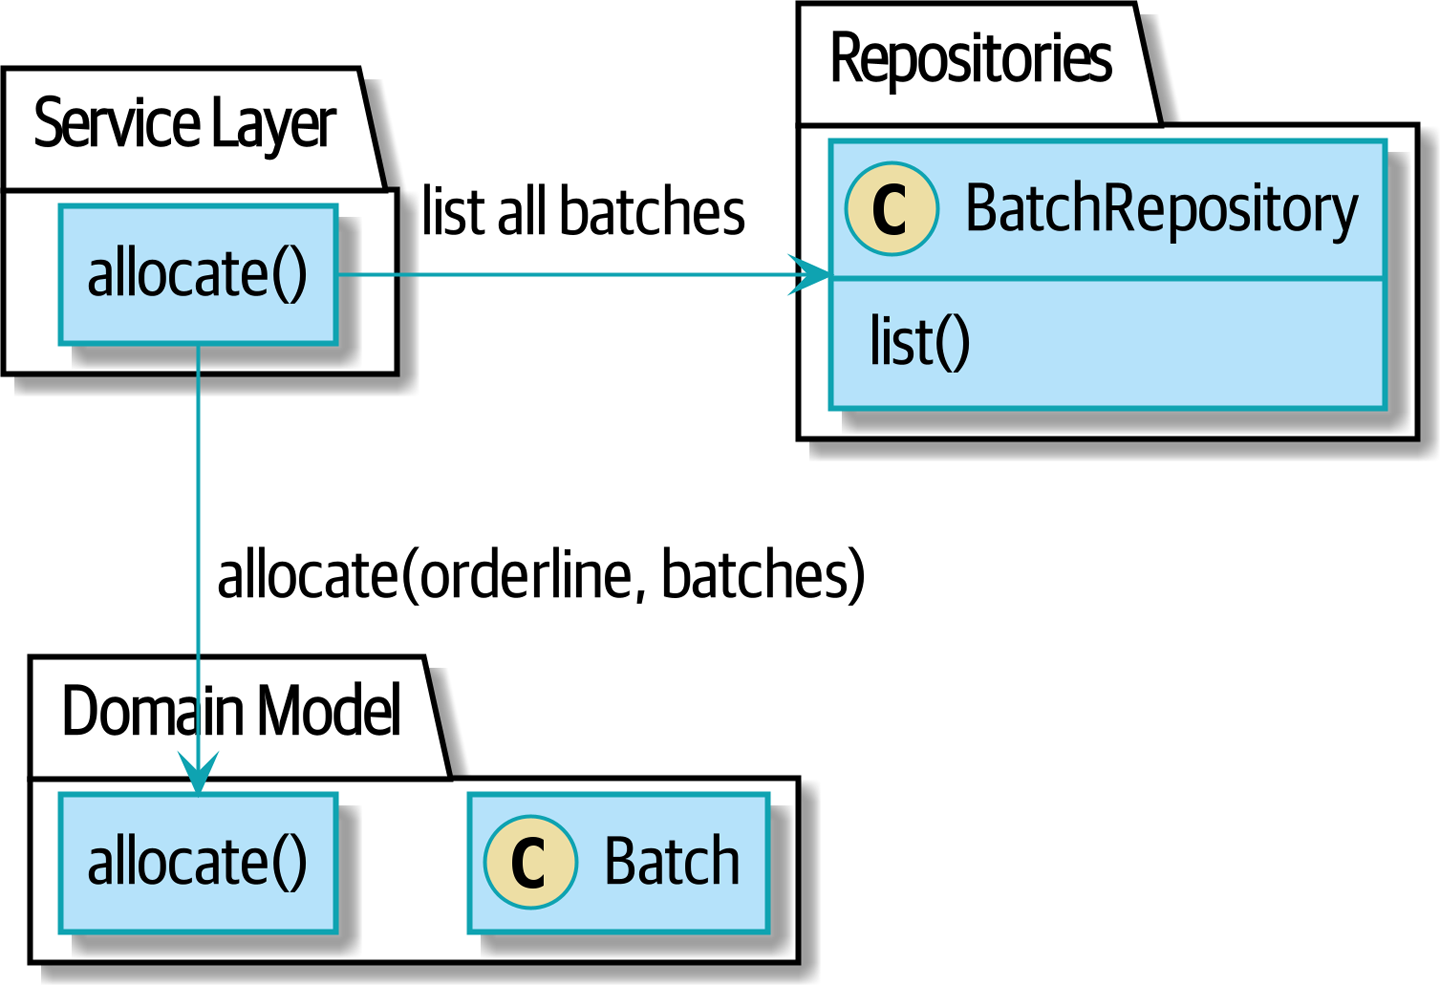 Repositories
Service Layer
list all batches
C BatchRepository
allocate()
list()
allocate(orderline, batches)
Domain Model
allocate()
C Batch